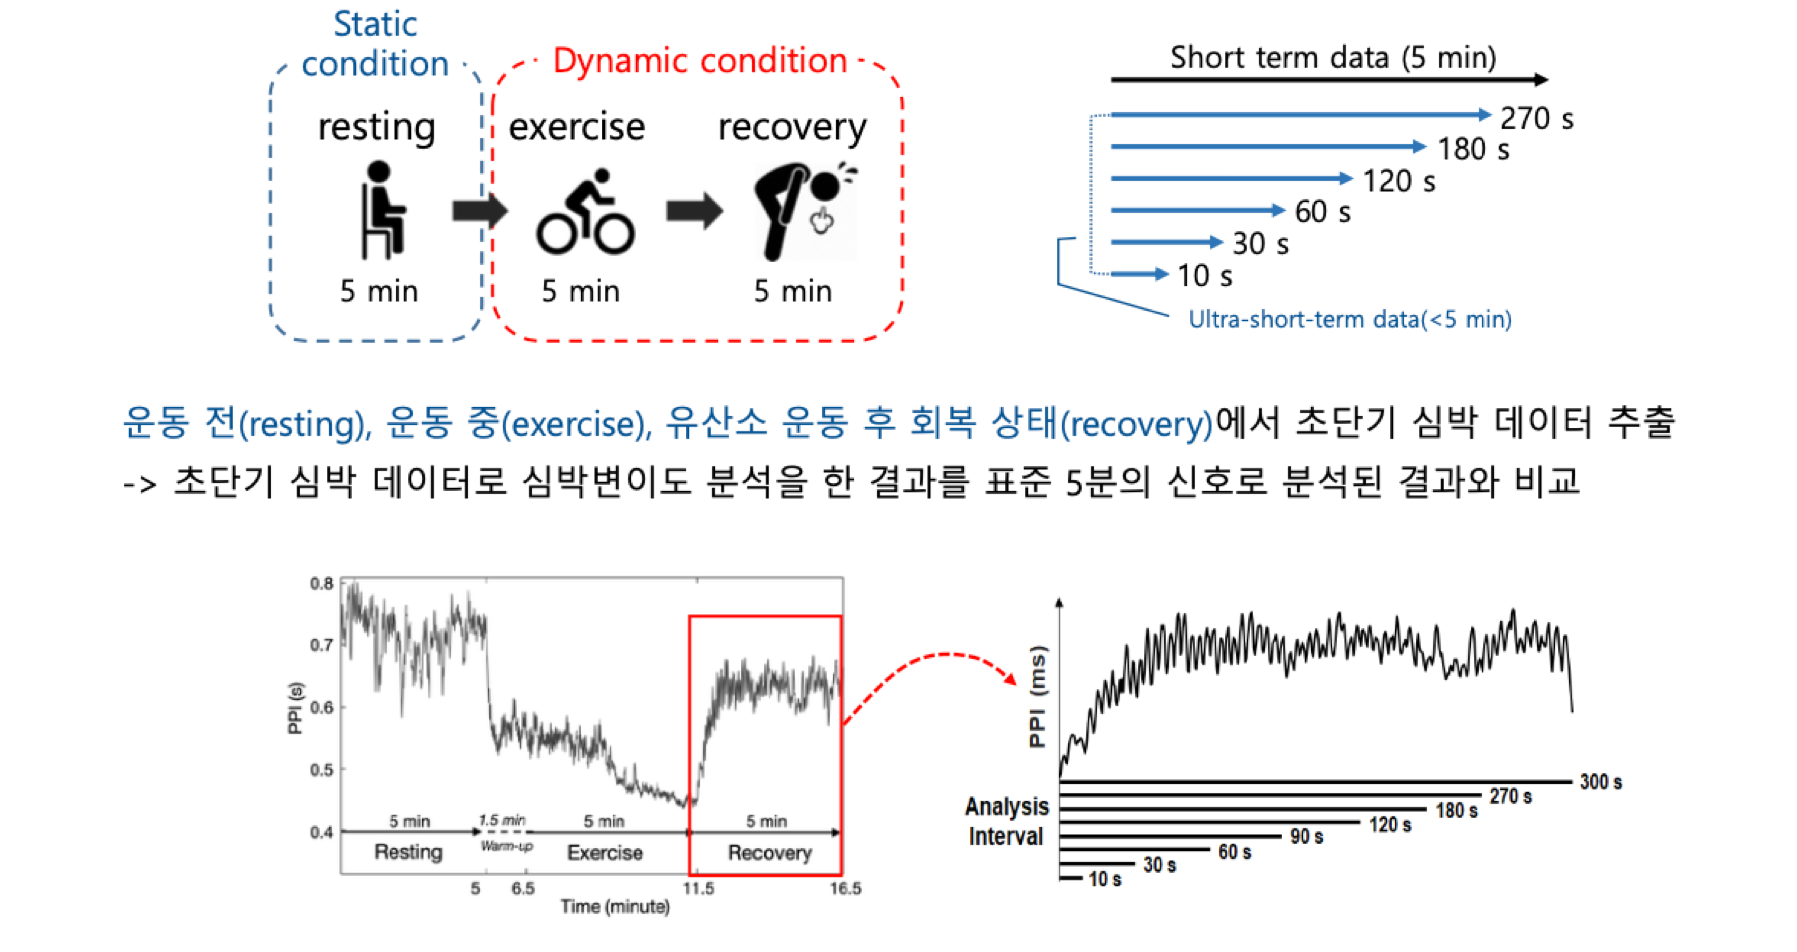 Static
condition
Dynamic condition
resting
exercise
recovery
5 min
5 min
5 min
Short term data (5 min)
270 s
180 s
120 s
60 s
30 s
10 s
Ultra-short-term data(<5 min)
운동 전(resting), 운동 중(exercise), 유산소 운동 후 회복 상태(recovery)에서 초단기 심박 데이터 추출
-> 초단기 심박 데이터로 심박변이도 분석을 한 결과를 표준 5분의 신호로 분석된 결과와 비교
PPI (s)
0.8
0.7
0.6
0.5
0.4
5 min
1.5 min
5 min
5 min
Resting
Warm-up
Exercise
Recovery
5
6.5
11.5
16.5
Time (minute)
PPI (ms)
Analysis
Interval
300 s
270 s
180 s
120 s
90 s
60 s
30 s
10 s